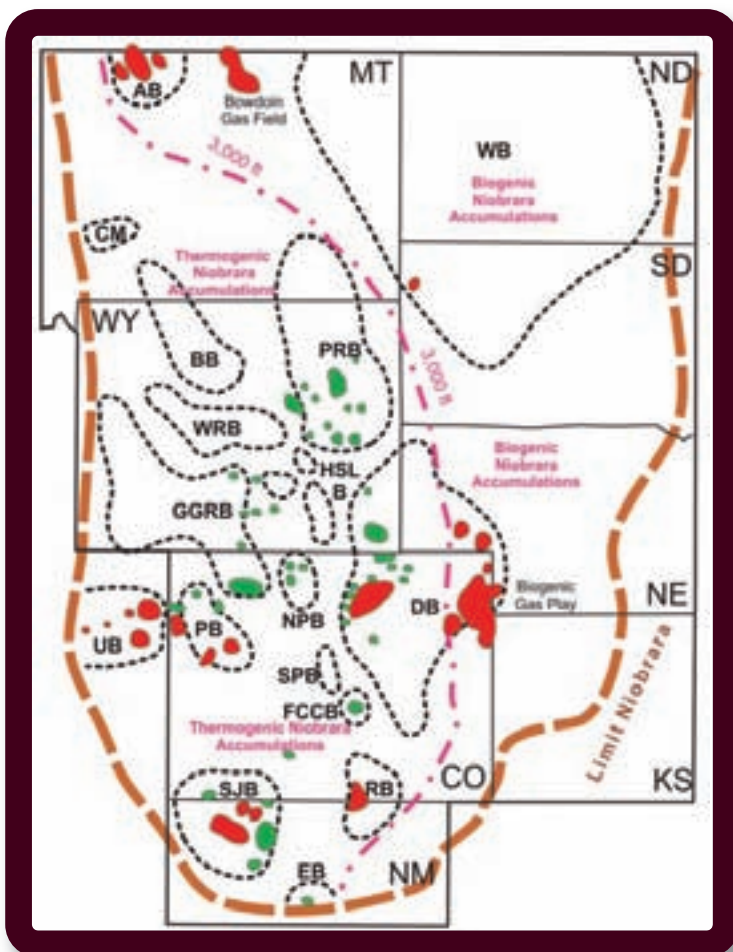 MT
ND
AB
Bowdoin
Gas Field
3,000 ft
WB
Biogenic
Niobrara
Accumulations
CM
Thermogenic
Niobrara
Accumulations
SD
WY
BB
PRB
3,000 ft
WRB
HSL
B
Biogenic
Niobrara
Accumulations
GGRB
NE
Biogenic
Gas Play
UB
PB
NPB
DB
SPB
FCCB
Thermogenic Niobrara
Accumulations
Limit Niobrara
CO
KS
SJB
RB
EB
NM